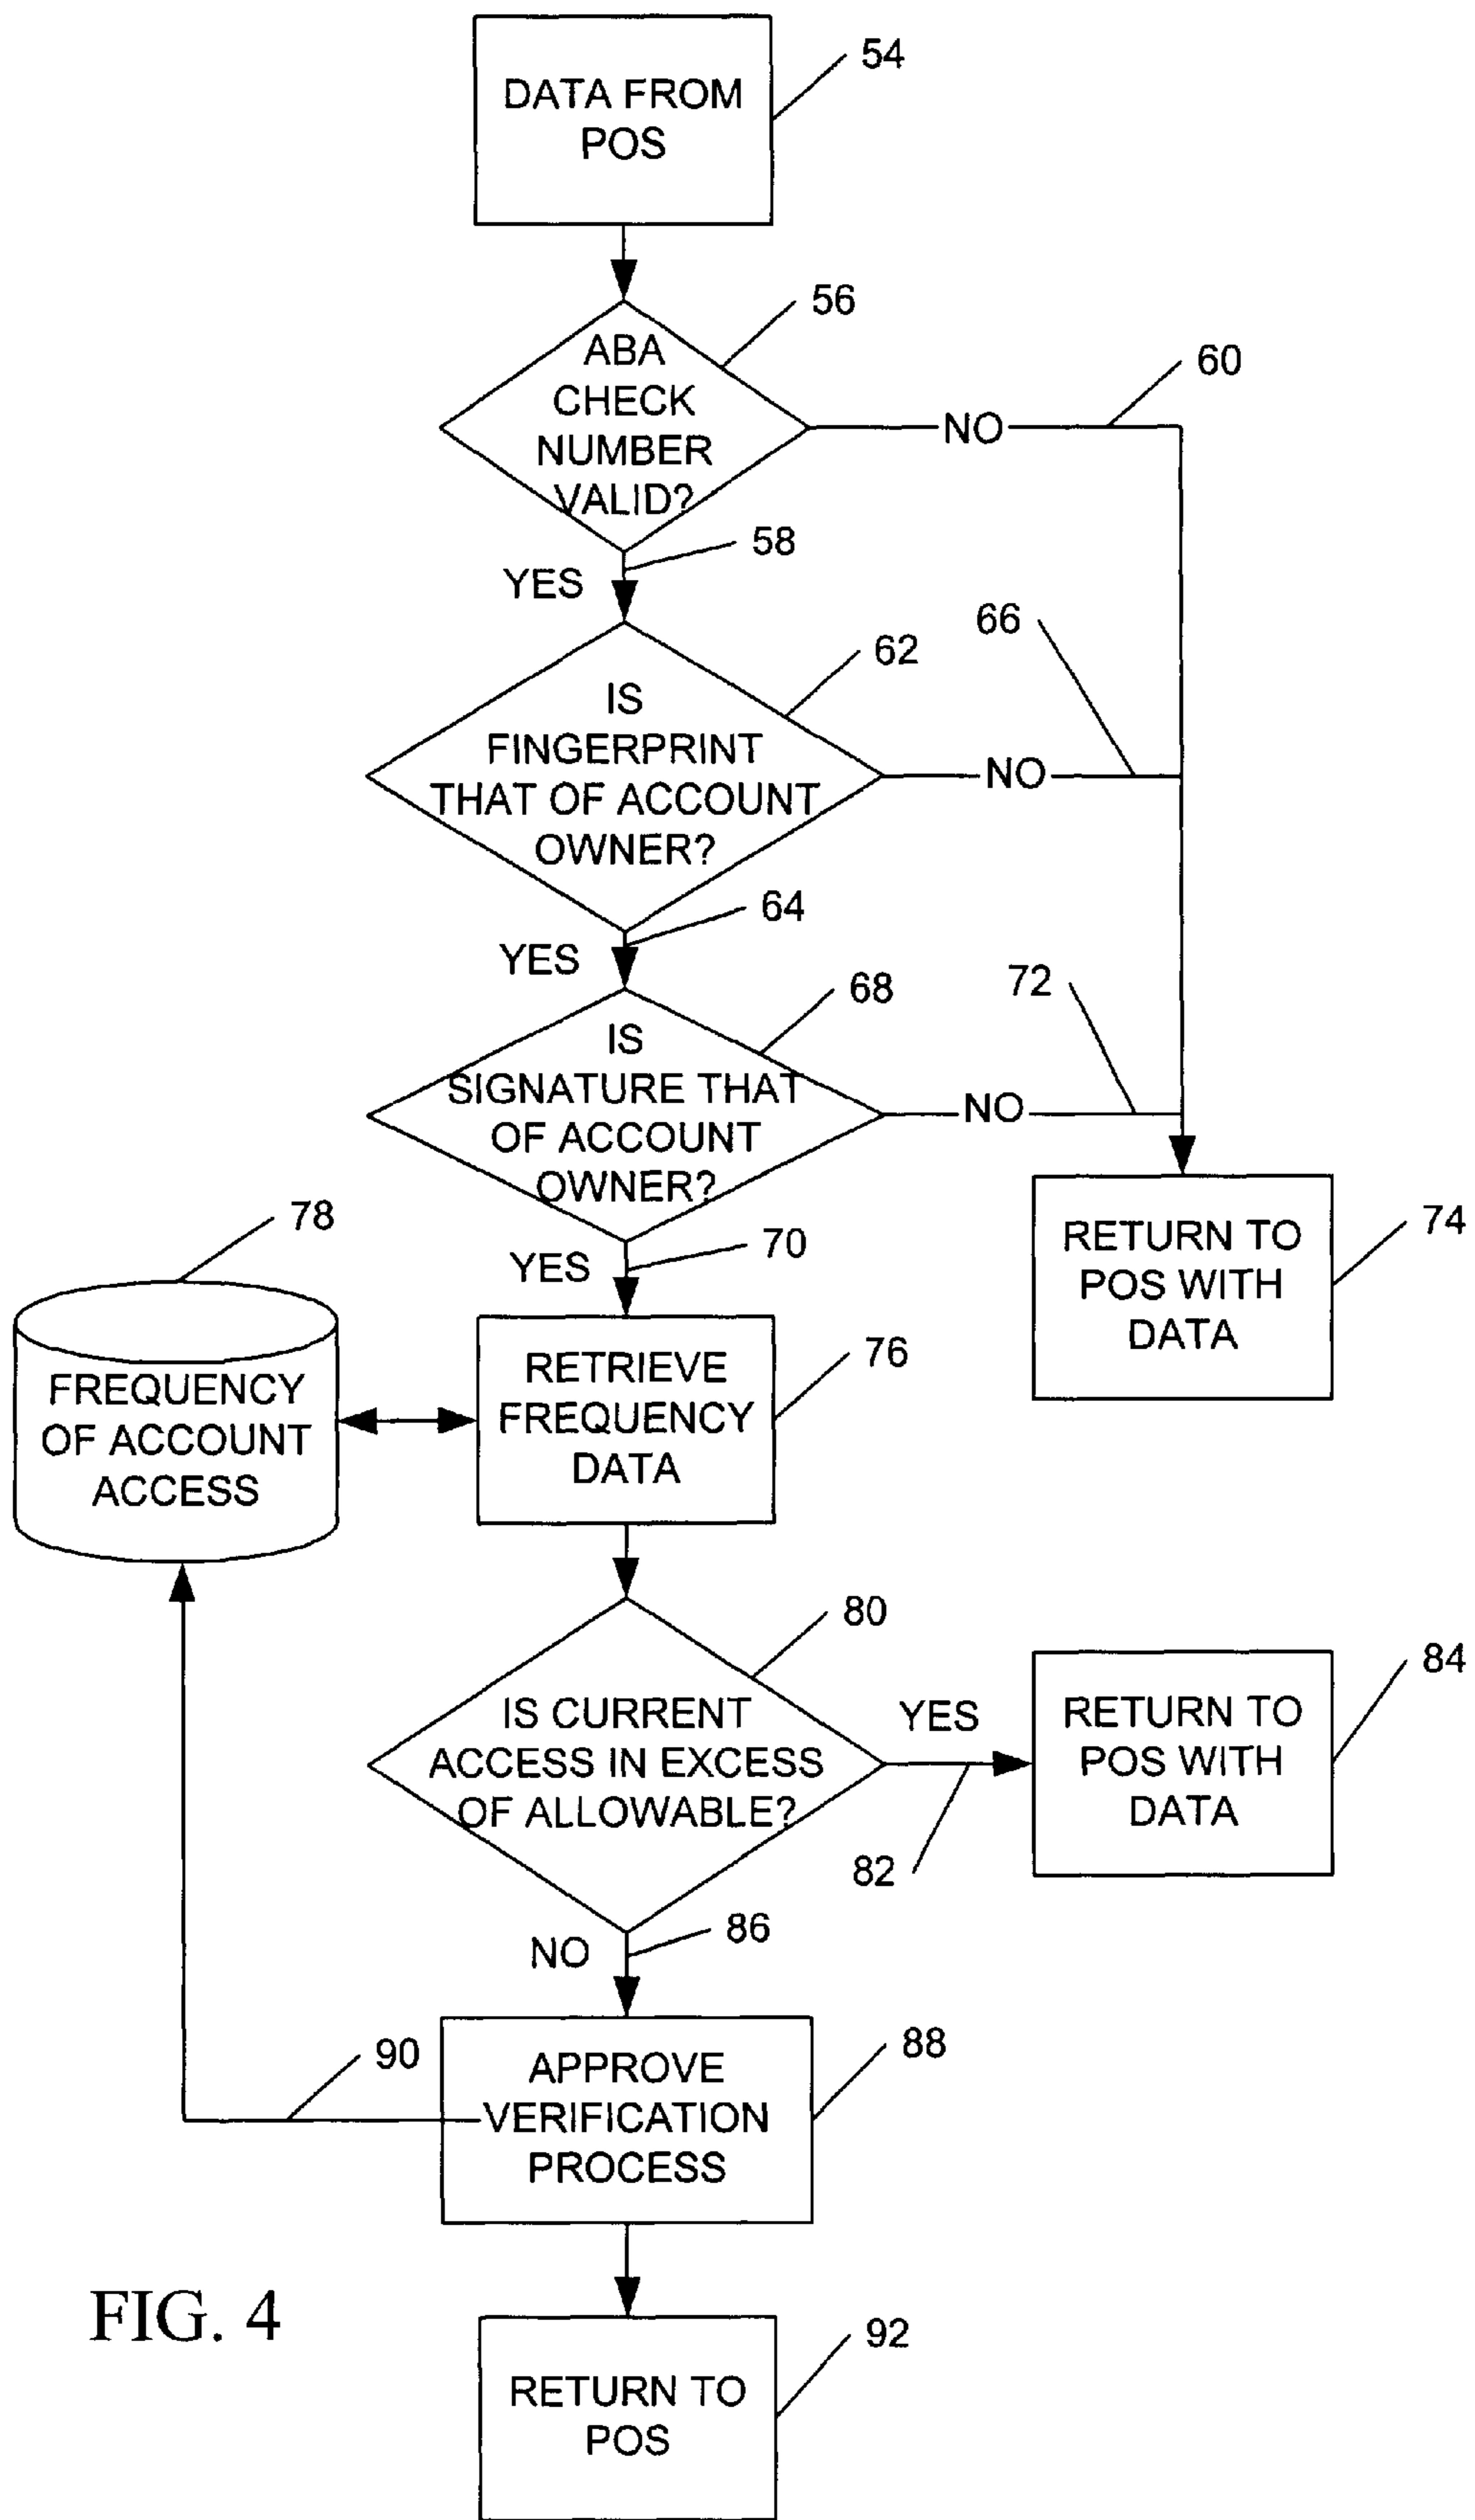 54
DATA FROM
POS
56
ABA
CHECK
NUMBER
VALID?
NO
60
58
YES
66
62
IS
FINGERPRINT
THAT OF ACCOUNT
OWNER?
NO
64
YES
68
72
IS
SIGNATURE THAT
OF ACCOUNT
OWNER?
NO
78
70
YES
RETURN TO
POS WITH
DATA
74
FREQUENCY
OF ACCOUNT
ACCESS
RETRIEVE
FREQUENCY
DATA
76
80
IS CURRENT
ACCESS IN EXCESS
OF ALLOWABLE?
YES
82
RETURN TO
POS WITH
DATA
84
NO
86
90
APPROVE
VERIFICATION
PROCESS
88
FIG. 4
RETURN TO
POS
92